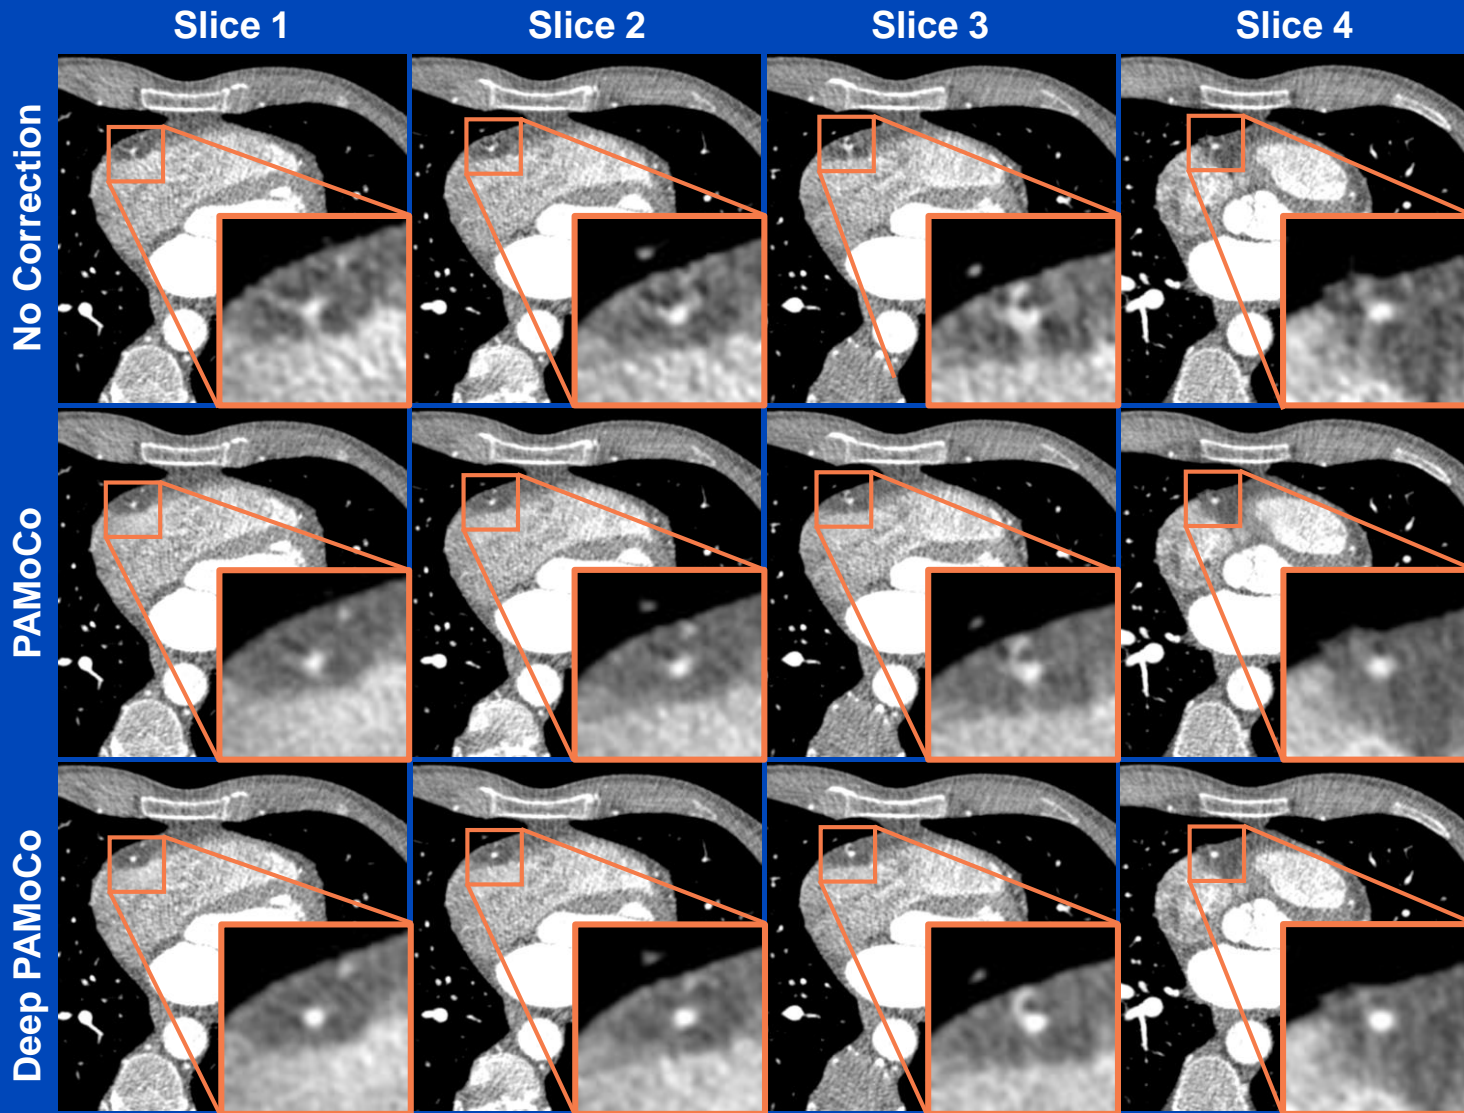 Slice 1
Slice 2
Slice 3
Slice 4
No Correction
PAMoCo
Deep PAMoCo